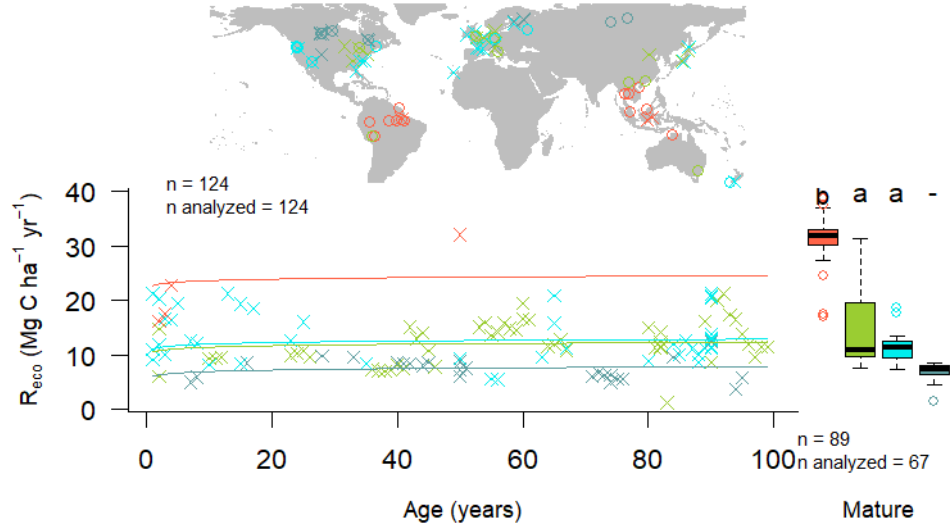 n = 124
n analyzed = 124
b a a -
R_eco (Mg C ha⁻¹ yr⁻¹)
40
30
20
10
0
0 20 40 60 80 100
n = 89
n analyzed = 67
Age (years)
Mature